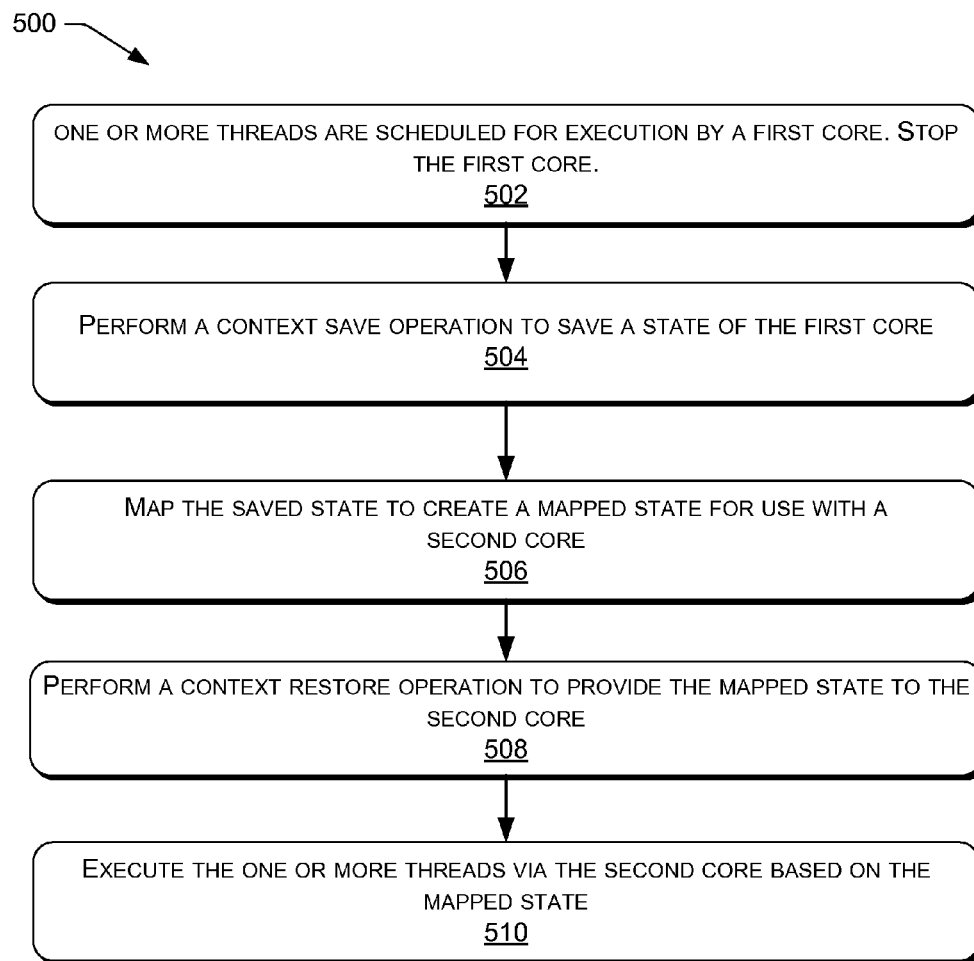 500
ONE OR MORE THREADS ARE SCHEDULED FOR EXECUTION BY A FIRST CORE. STOP
THE FIRST CORE.
502
PERFORM A CONTEXT SAVE OPERATION TO SAVE A STATE OF THE FIRST CORE
504
MAP THE SAVED STATE TO CREATE A MAPPED STATE FOR USE WITH A
SECOND CORE
506
PERFORM A CONTEXT RESTORE OPERATION TO PROVIDE THE MAPPED STATE TO THE
SECOND CORE
508
EXECUTE THE ONE OR MORE THREADS VIA THE SECOND CORE BASED ON THE
MAPPED STATE
510